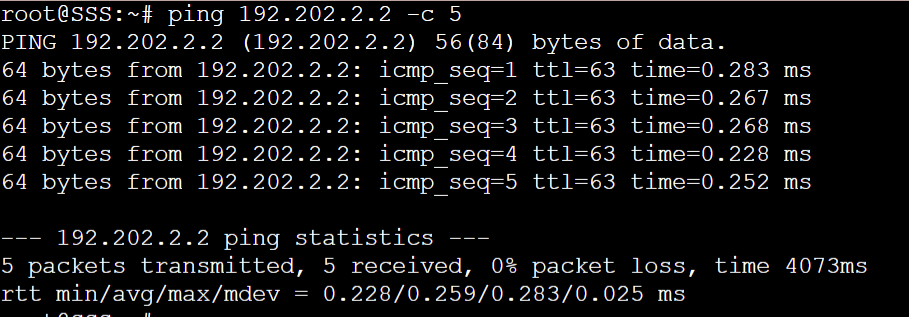 root@SSS:~# ping 192.202.2.2 -c 5
PING 192.202.2.2 (192.202.2.2) 56(84) bytes of data.
64 bytes from 192.202.2.2: icmp_seq=1 ttl=63 time=0.283 ms
64 bytes from 192.202.2.2: icmp_seq=2 ttl=63 time=0.267 ms
64 bytes from 192.202.2.2: icmp_seq=3 ttl=63 time=0.268 ms
64 bytes from 192.202.2.2: icmp_seq=4 ttl=63 time=0.228 ms
64 bytes from 192.202.2.2: icmp_seq=5 ttl=63 time=0.252 ms
--- 192.202.2.2 ping statistics ---
5 packets transmitted, 5 received, 0% packet loss, time 4073ms
rtt min/avg/max/mdev = 0.228/0.259/0.283/0.025 ms